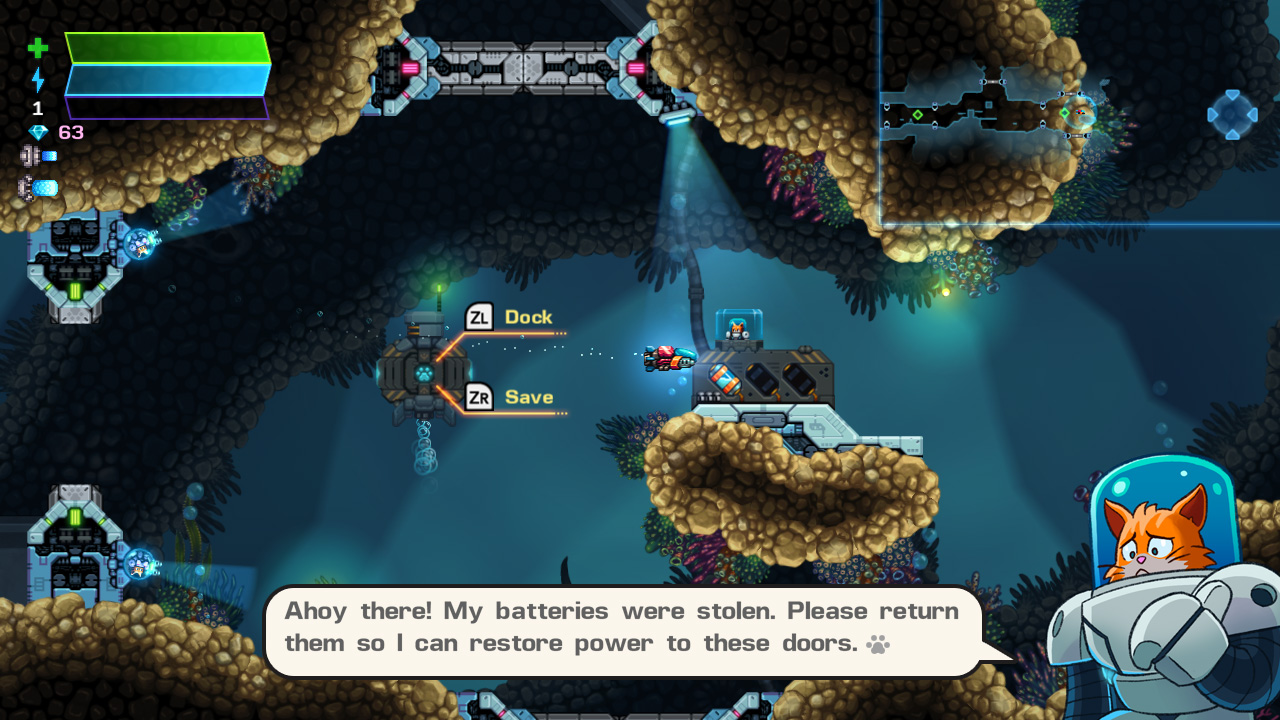 1
63
ZL Dock
ZR Save
Ahoy there! My batteries were stolen. Please return
them so I can restore power to these doors.